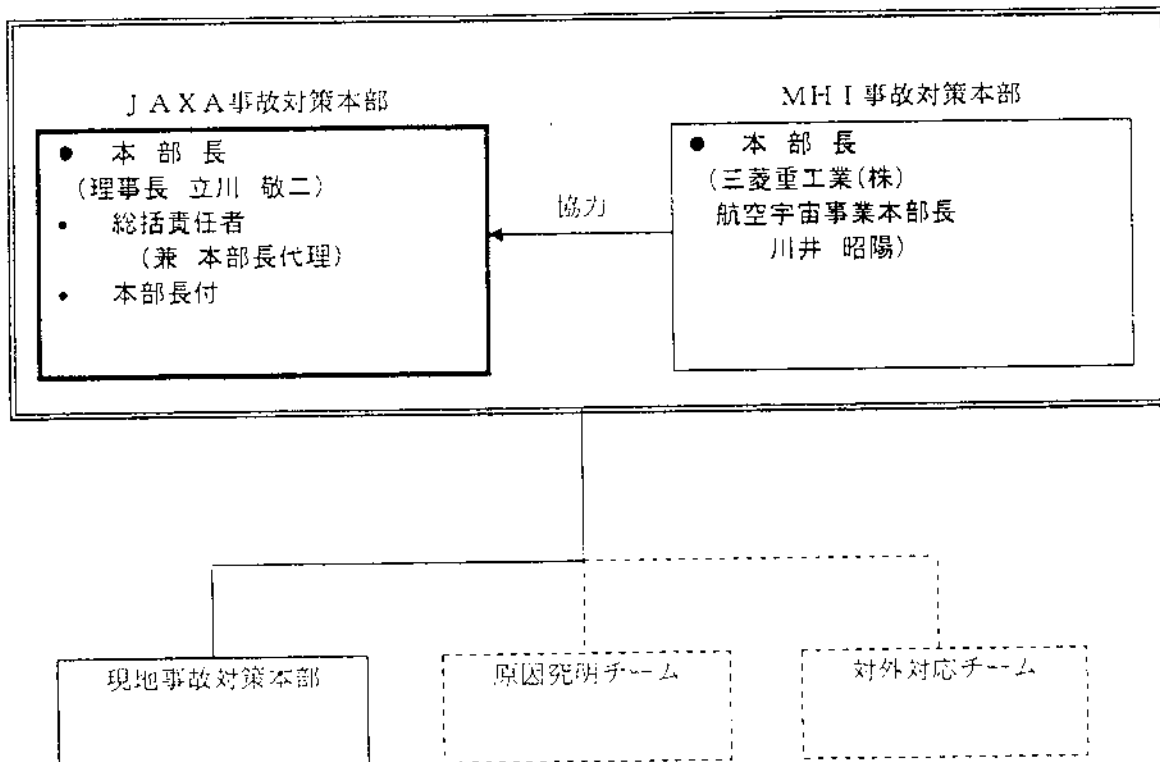 JAXA事故対策本部
● 本部長
(理事長 立川 敬二)
・ 総括責任者
(兼 本部長代理)
・ 本部長付
協力
MHI事故対策本部
● 本部長
(三菱重工業(株)
航空宇宙事業本部長
川井 昭陽)
現地事故対策本部
原因発明チーム
対外対応チーム